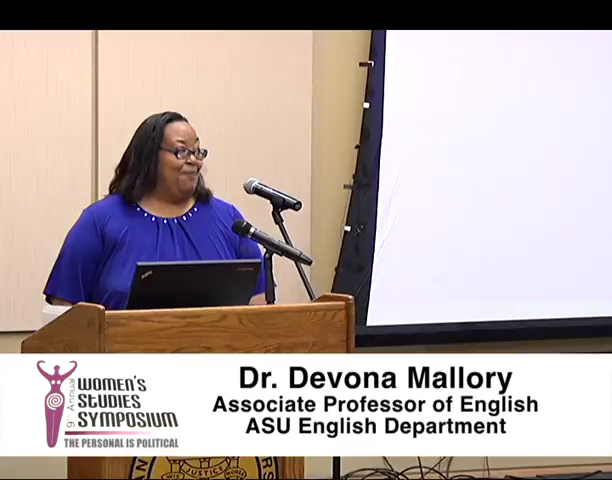 Dr. Devona Mallory
Associate Professor of English
ASU English Department
9th Annual
WOMEN'S
STUDIES
SYMPOSIUM
THE PERSONAL IS POLITICAL
JUSTICE